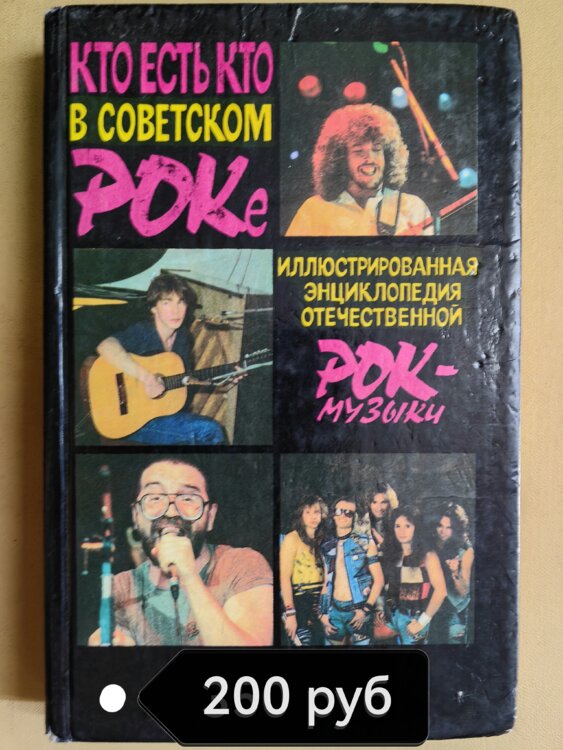 КТО ЕСТЬ КТО
В СОВЕТСКОМ
РОКе
ИЛЛЮСТРИРОВАННАЯ
ЭНЦИКЛОПЕДИЯ
ОТЕЧЕСТВЕННОЙ
РОК-
МУЗЫКИ
200 руб